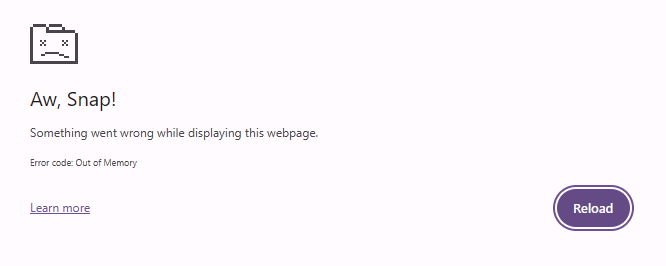 Aw, Snap!
Something went wrong while displaying this webpage.
Error code: Out of Memory
Learn more
Reload